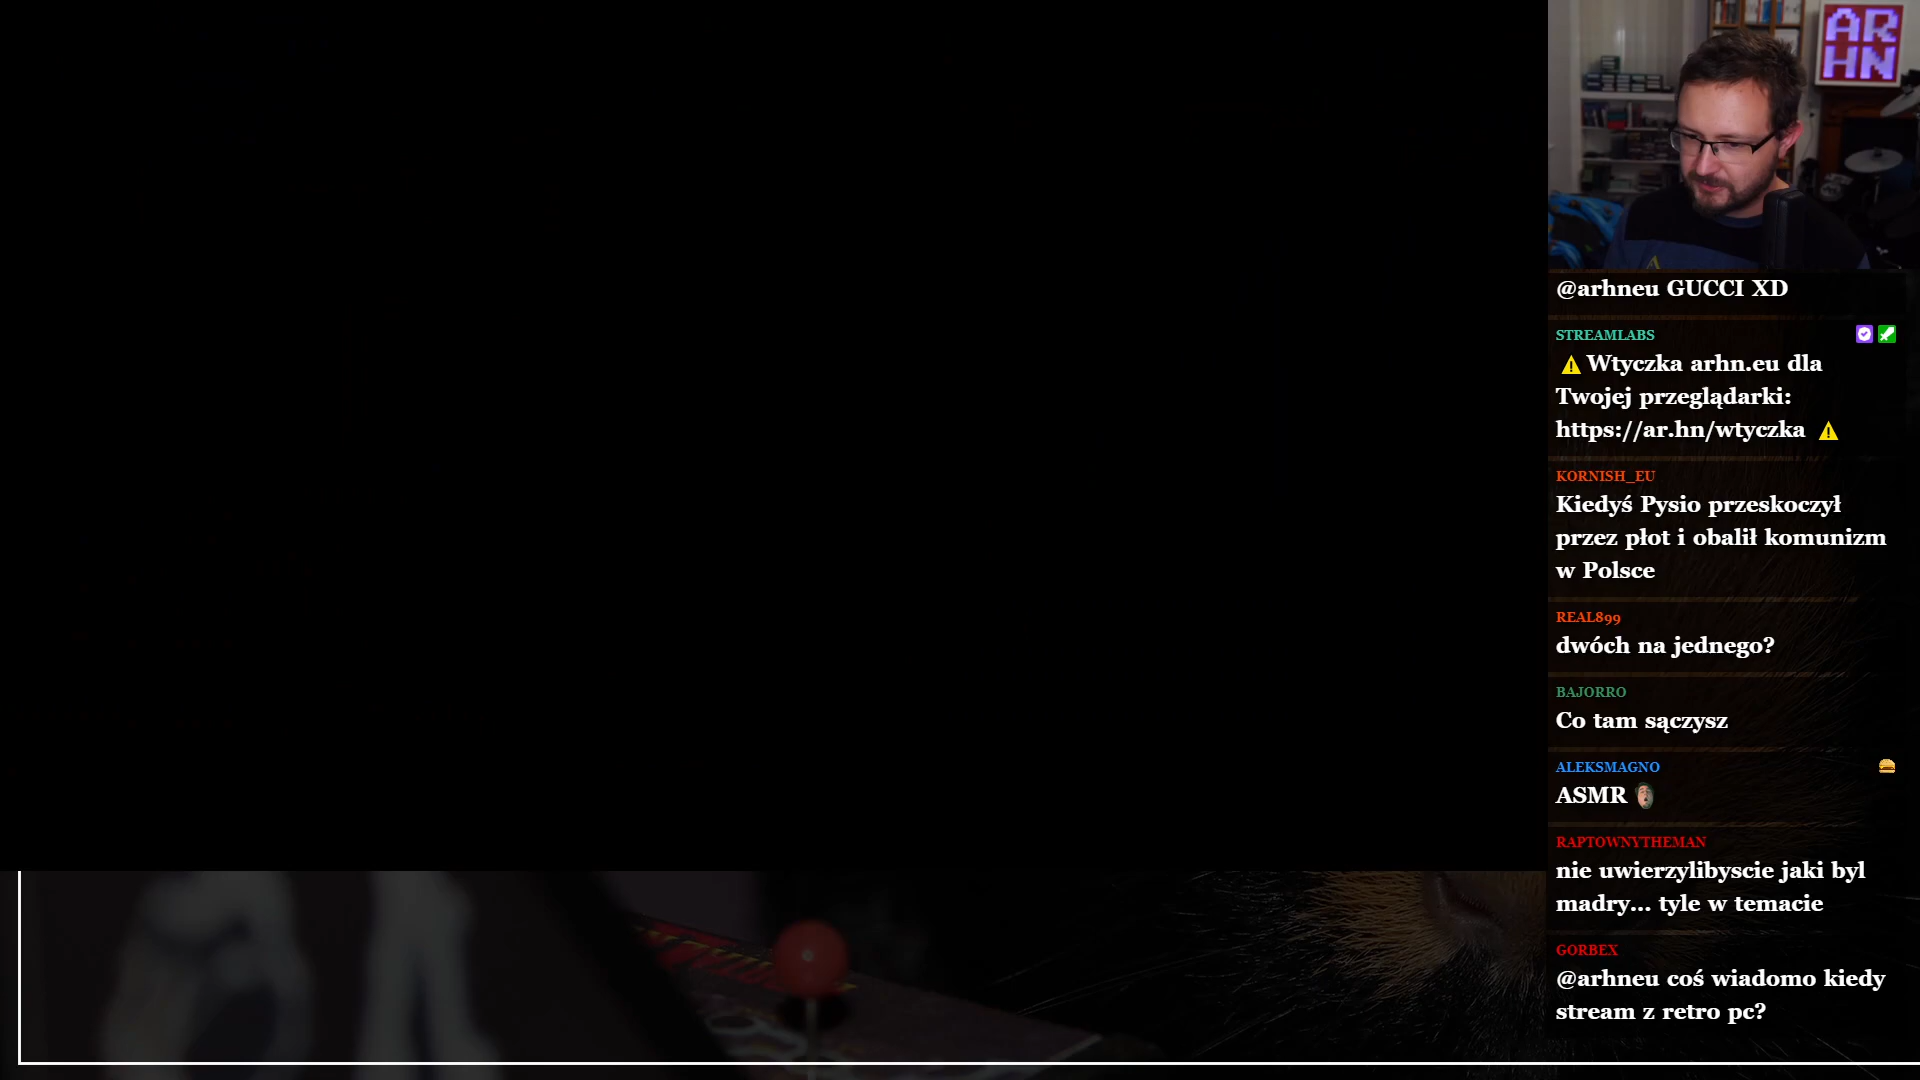 AR
HN
@arhneu GUCCI XD
STREAMLABS
⚠Wtyczka arhn.eu dla
Twojej przeglądarki:
https://ar.hn/wtyczka ⚠
KORNISH_EU
Kiedyś Pysio przeskoczył
przez płot i obalił komunizm
w Polsce
REAL899
dwóch na jednego?
BAJORRO
Co tam sączysz
ALEKSMAGNO
ASMR
RAPTOWNYTHEMAN
nie uwierzylibyscie jaki byl
madry... tyle w temacie
GORBEX
@arhneu coś wiadomo kiedy
stream z retro pc?